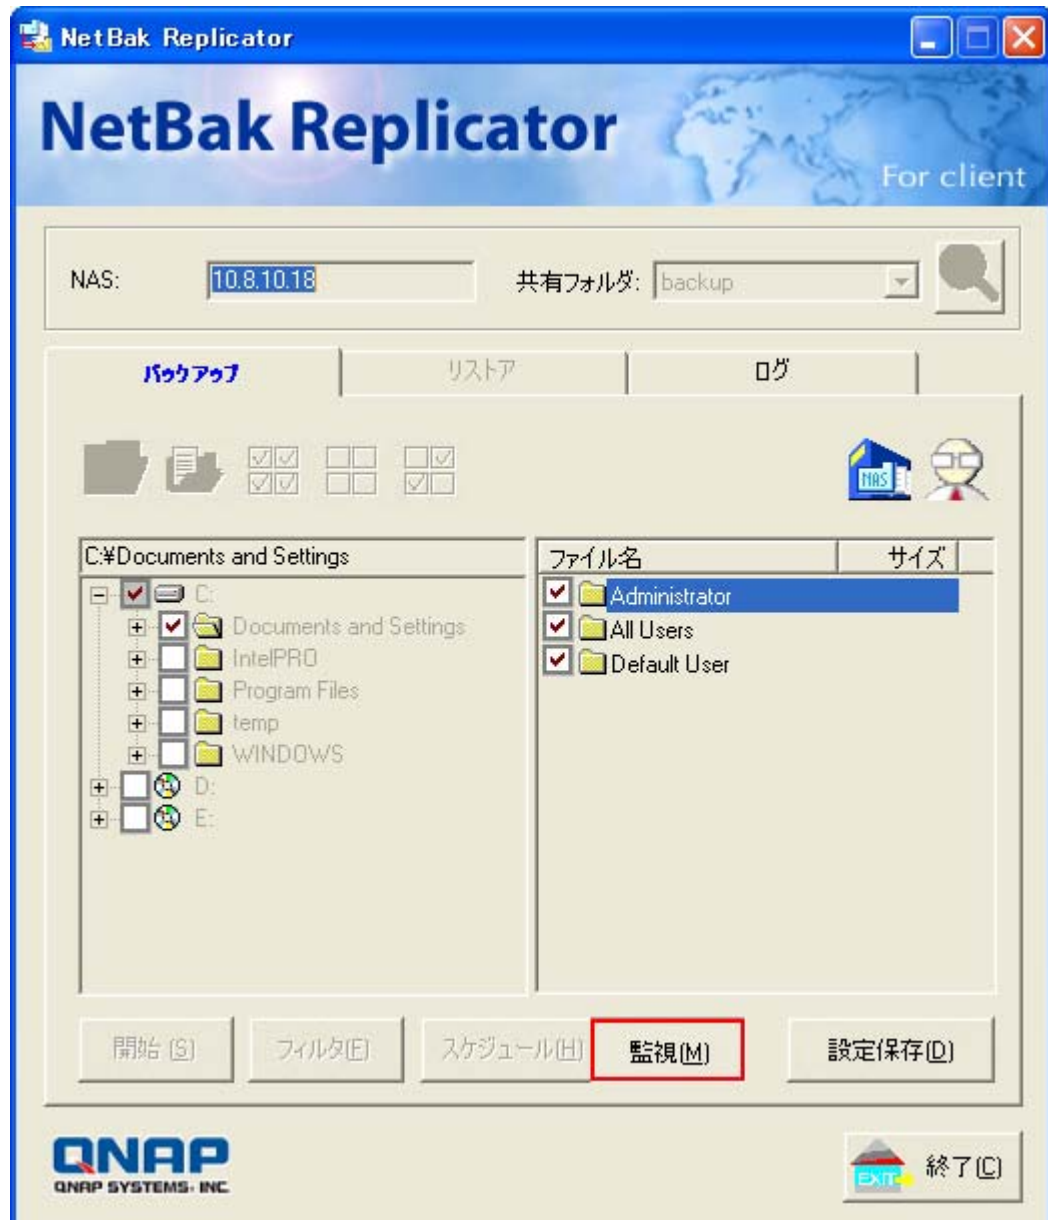 NetBak Replicator
NetBak Replicator
For client
NAS: 10.8.10.18 共有フォルダ: backup
バックアップ リストア ログ
NAS
C:¥Documents and Settings
ファイル名 サイズ
C:
Documents and Settings
IntelPRO
Program Files
temp
WINDOWS
D:
E:
Administrator
All Users
Default User
開始 (S) フィルタ(F) スケジュール(H) 監視(M) 設定保存(D)
QNAP
QNAP SYSTEMS. INC
EXIT 終了(C)